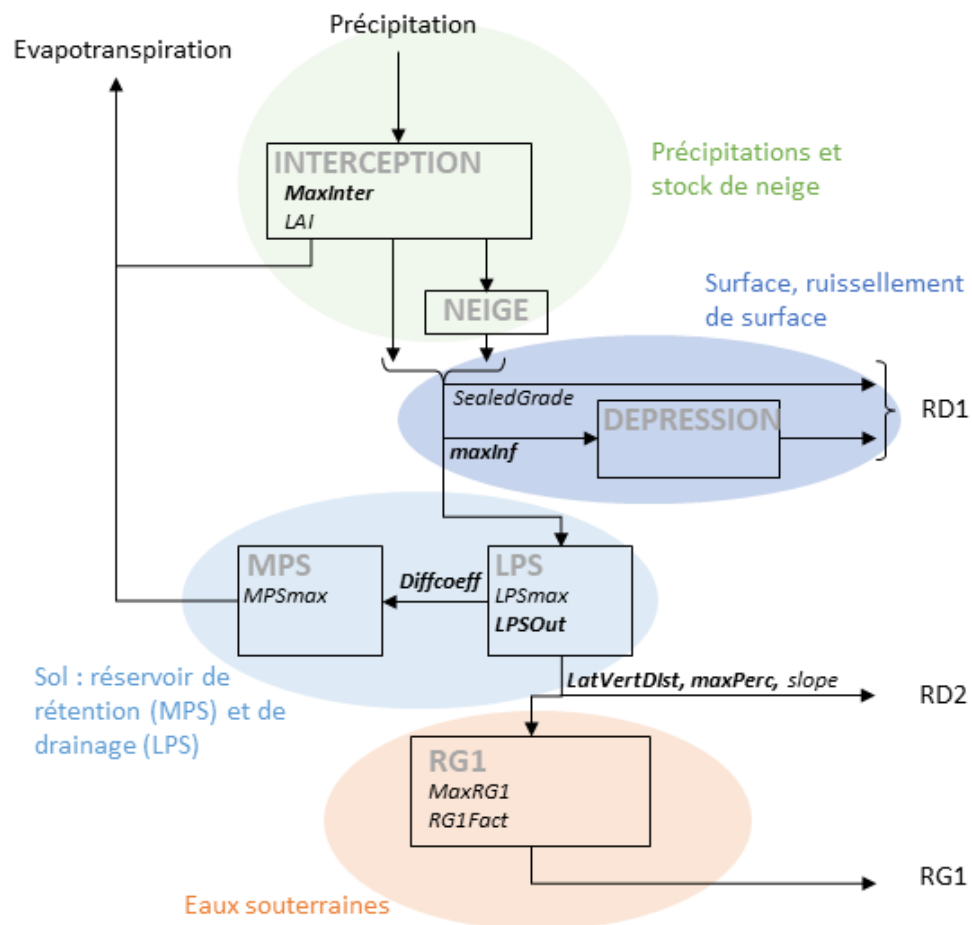 Précipitation
Evapotranspiration
INTERCEPTION
MaxInter
LAI
Précipitations et
stock de neige
NEIGE
Surface, ruissellement
de surface
SealedGrade
RD1
DEPRESSION
maxInf
MPS
MPSmax
Diffcoeff
LPS
LPSmax
LPSOut
Sol : réservoir de
rétention (MPS) et de
drainage (LPS)
LatVertDIst, maxPerc, slope
RD2
RG1
MaxRG1
RG1Fact
RG1
Eaux souterraines